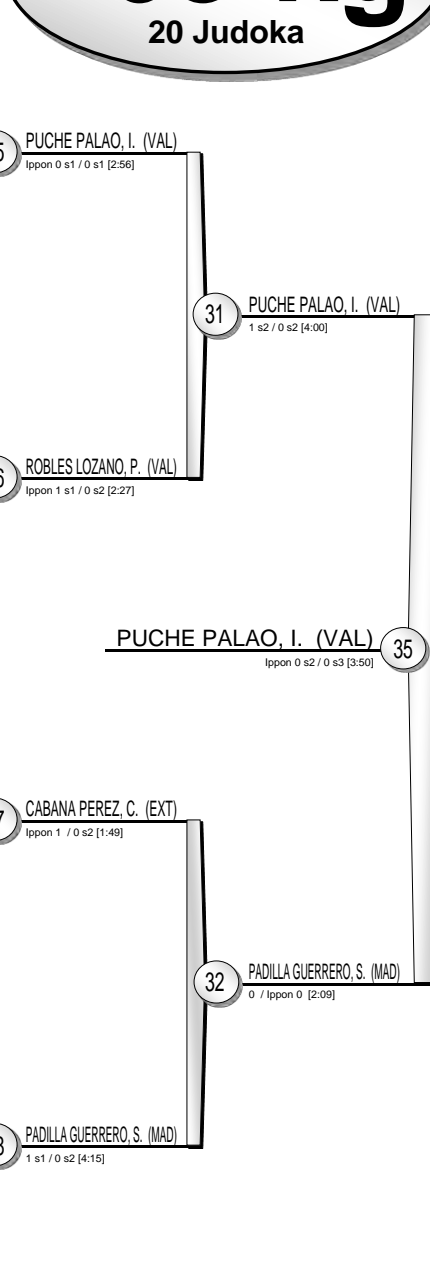 20 Judoka
PUCHE PALAO, I. (VAL)
Ippon 0 s1 / 0 s1 [2:56]
31
PUCHE PALAO, I. (VAL)
1 s2 / 0 s2 [4:00]
ROBLES LOZANO, P. (VAL)
Ippon 1 s1 / 0 s2 [2:27]
PUCHE PALAO, I. (VAL)
35
Ippon 0 s2 / 0 s3 [3:50]
CABANA PEREZ, C. (EXT)
Ippon 1 / 0 s2 [1:49]
32
PADILLA GUERRERO, S. (MAD)
0 / Ippon 0 [2:09]
PADILLA GUERRERO, S. (MAD)
1 s1 / 0 s2 [4:15]